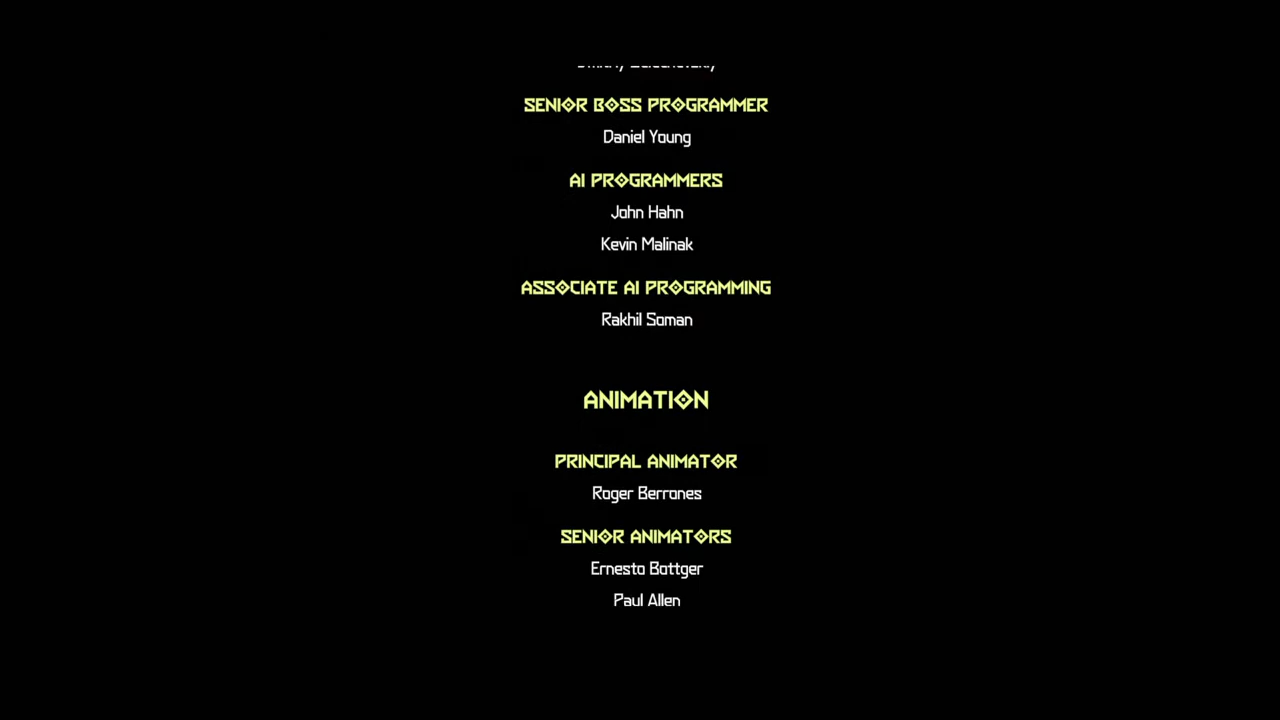 SENIOR BOSS PROGRAMMER
Daniel Young
AI PROGRAMMERS
John Hahn
Kevin Malinak
ASSOCIATE AI PROGRAMMING
Rakhil Soman
ANIMATION
PRINCIPAL ANIMATOR
Roger Berrones
SENIOR ANIMATORS
Ernesto Bottger
Paul Allen